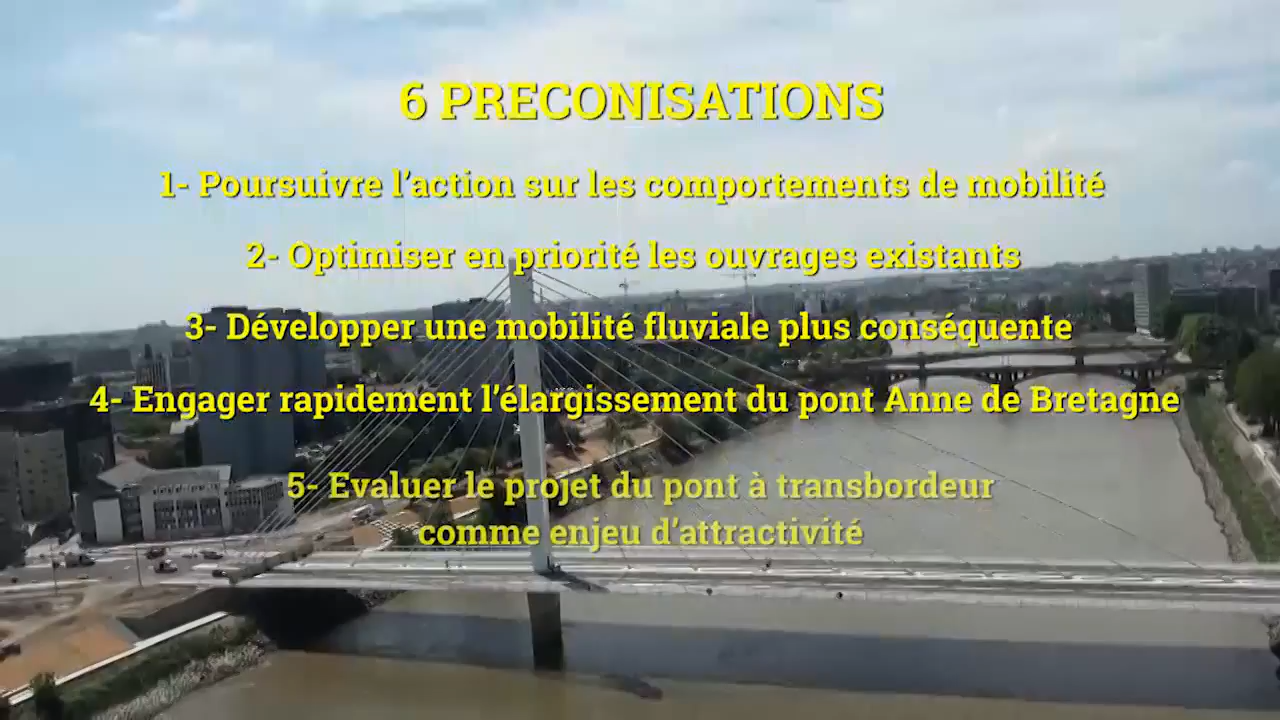 6 PRECONISATIONS
1- Poursuivre l’action sur les comportements de mobilité
2- Optimiser en priorité les ouvrages existants
3- Développer une mobilité fluviale plus conséquente
4- Engager rapidement l’élargissement du pont Anne de Bretagne
5- Evaluer le projet du pont à transbordeur
comme enjeu d’attractivité